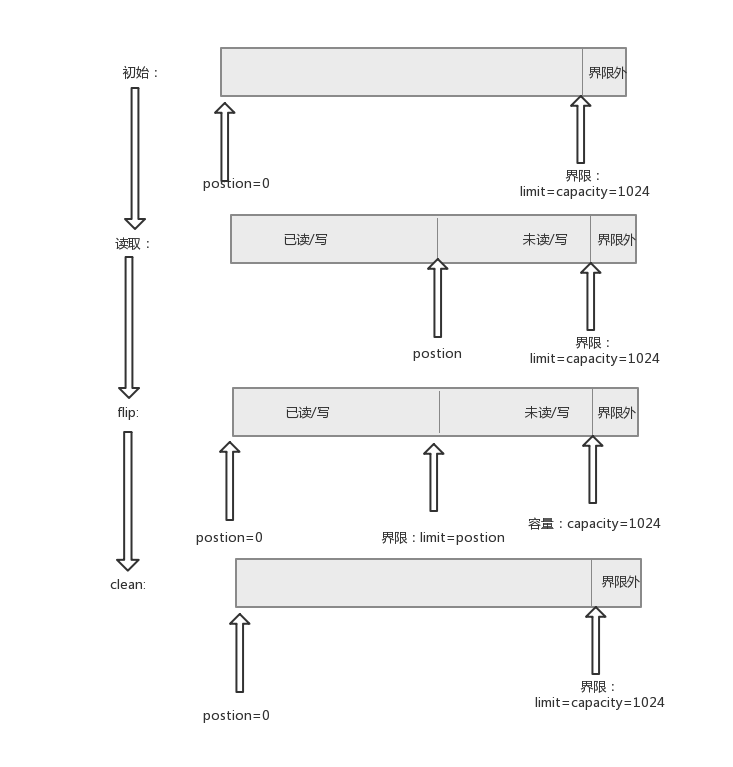 初始：
界限外
postion=0
界限：
limit=capacity=1024
读取：
已读/写
未读/写
界限外
postion
界限：
limit=capacity=1024
flip:
已读/写
未读/写
界限外
postion=0
界限：limit=postion
容量：capacity=1024
clean:
界限外
postion=0
界限：
limit=capacity=1024